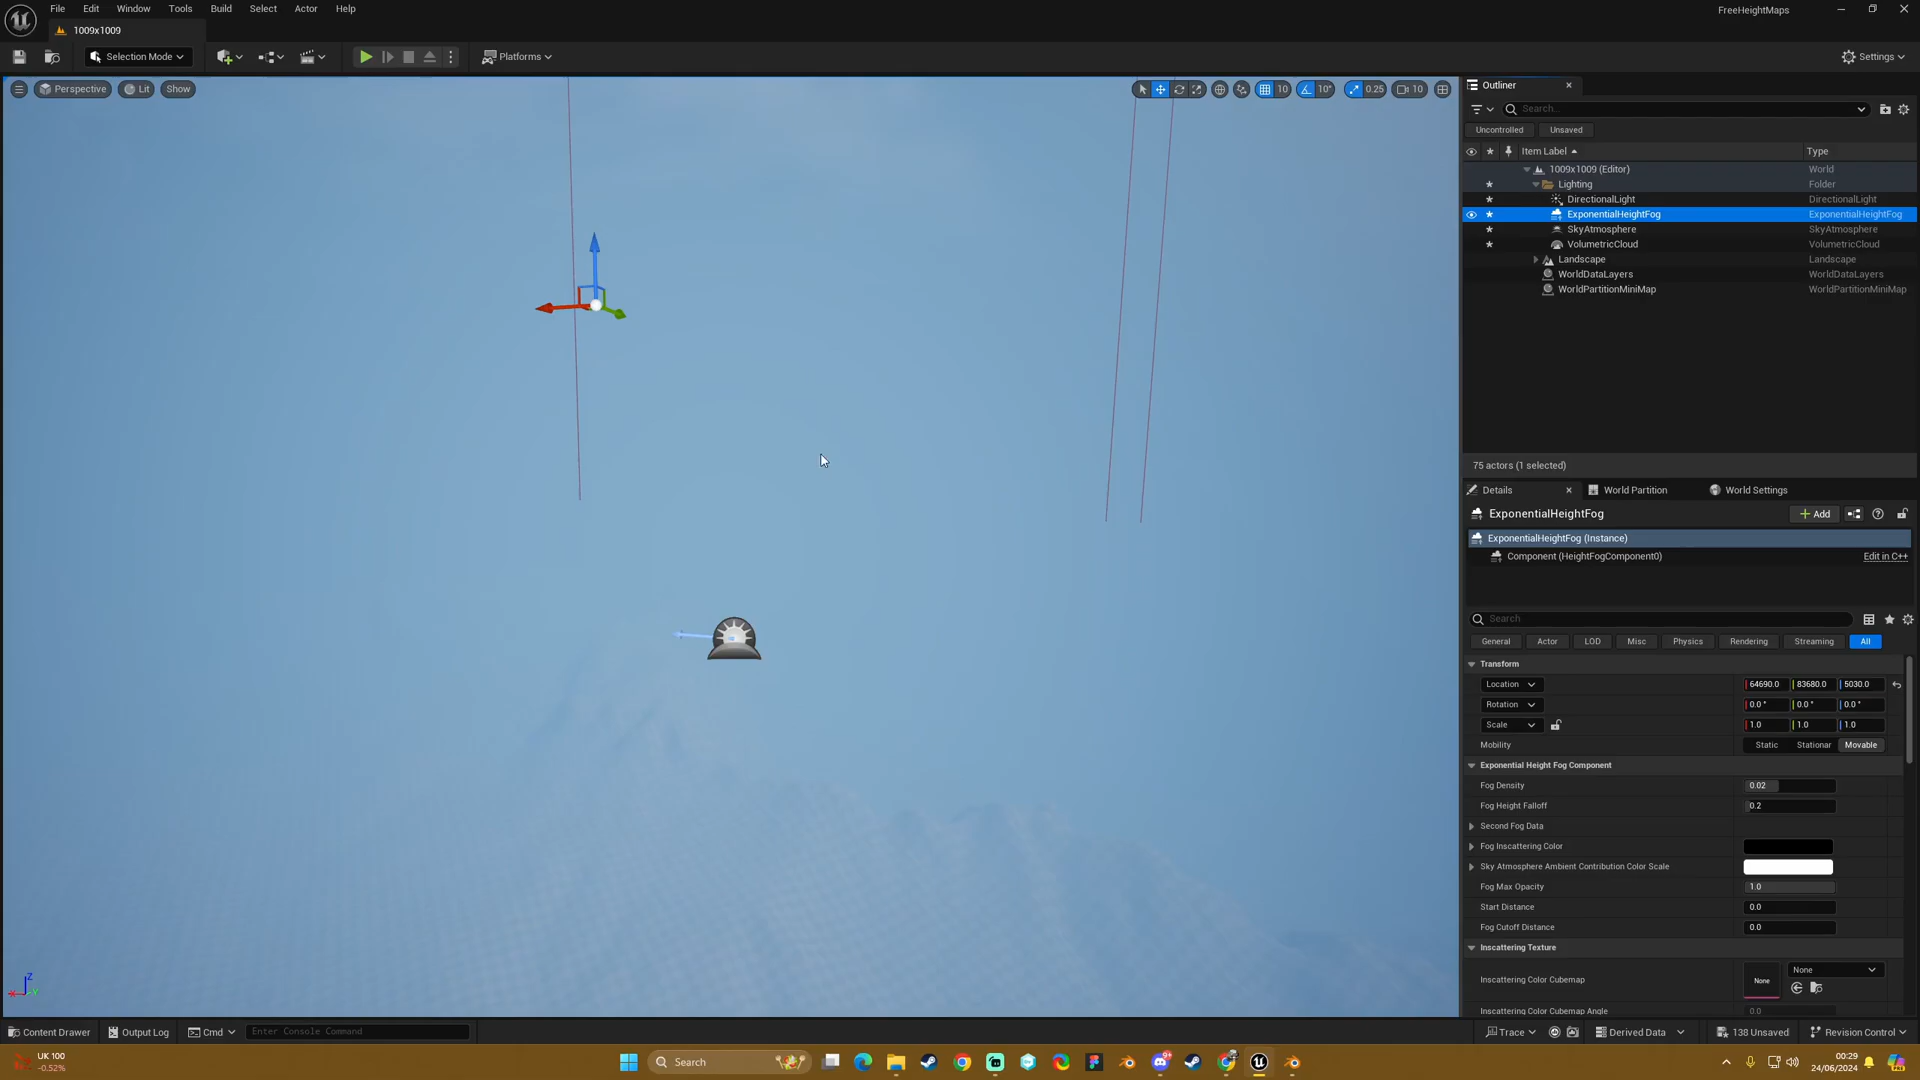 File Edit Window Tools Build Select Actor Help FreeHeightMaps
1009x1009
Selection Mode Platforms Settings
Perspective Lit Show 10 10° 0.25 10
Outliner
Search...
Uncontrolled Unsaved
Item Label Type
1009x1009 (Editor) World
Lighting Folder
DirectionalLight DirectionalLight
ExponentialHeightFog ExponentialHeightFog
SkyAtmosphere SkyAtmosphere
VolumetricCloud VolumetricCloud
Landscape Landscape
WorldDataLayers WorldDataLayers
WorldPartitionMiniMap WorldPartitionMiniMap
75 actors (1 selected)
Details World Partition World Settings
ExponentialHeightFog Add
ExponentialHeightFog (Instance)
Component (HeightFogComponent0) Edit in C++
Search
General Actor LOD Misc Physics Rendering Streaming All
Transform
Location 64690.0 83680.0 5030.0
Rotation 0.0 ° 0.0 ° 0.0 °
Scale 1.0 1.0 1.0
Mobility Static Stationar Movable
Exponential Height Fog Component
Fog Density 0.02
Fog Height Falloff 0.2
Second Fog Data
Fog Inscattering Color
Sky Atmosphere Ambient Contribution Color Scale
Fog Max Opacity 1.0
Start Distance 0.0
Fog Cutoff Distance 0.0
Inscattering Texture
Inscattering Color Cubemap None None
Inscattering Color Cubemap Angle 0.0
Z
Content Drawer Output Log Cmd Enter Console Command Trace Derived Data 138 Unsaved Revision Control
UK 100
-0.52%
Search
00:29
24/06/2024